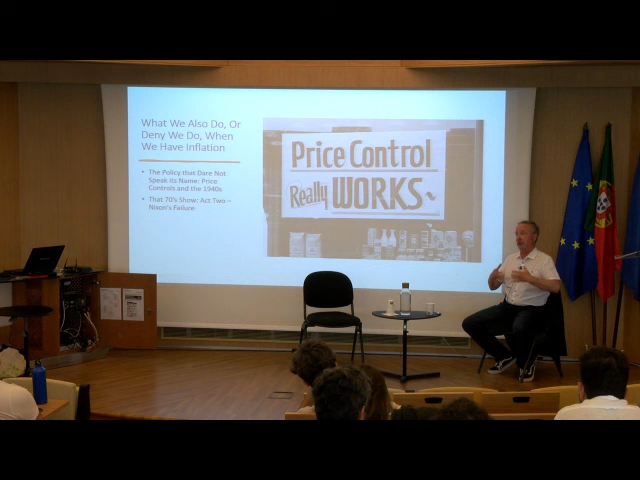 What We Also Do, Or
Deny We Do, When
We Have Inflation
• The Policy that Dare Not
Speak its Name: Price
Controls and the 1940s
• That 70's Show: Act Two –
Nixon's Failure
Price Control
Really WORKS~